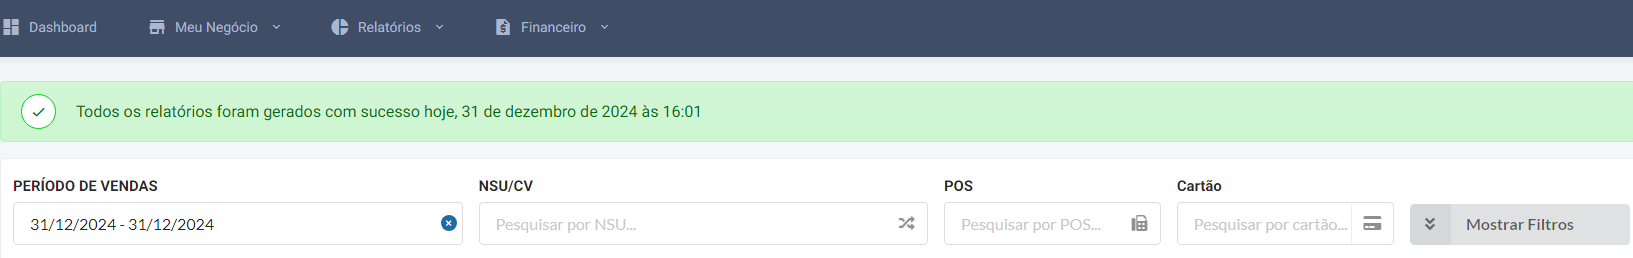 Dashboard Meu Negócio Relatórios Financeiro
Todos os relatórios foram gerados com sucesso hoje, 31 de dezembro de 2024 às 16:01
PERÍODO DE VENDAS NSU/CV POS Cartão
31/12/2024 - 31/12/2024 Pesquisar por NSU... Pesquisar por POS... Pesquisar por cartão... Mostrar Filtros